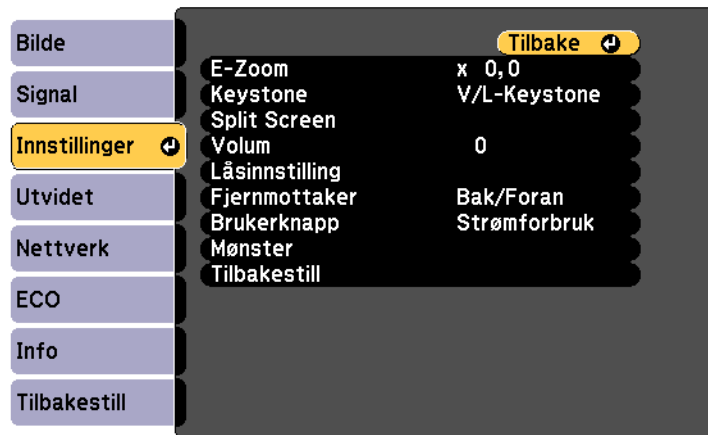 Bilde
Signal
Innstillinger
Utvidet
Nettverk
ECO
Info
Tilbakestill
Tilbake
E-Zoom x 0,0
Keystone V/L-Keystone
Split Screen
Volum 0
Låsinnstilling
Fjernmottaker Bak/Foran
Brukerknapp Strømforbruk
Mønster
Tilbakestill